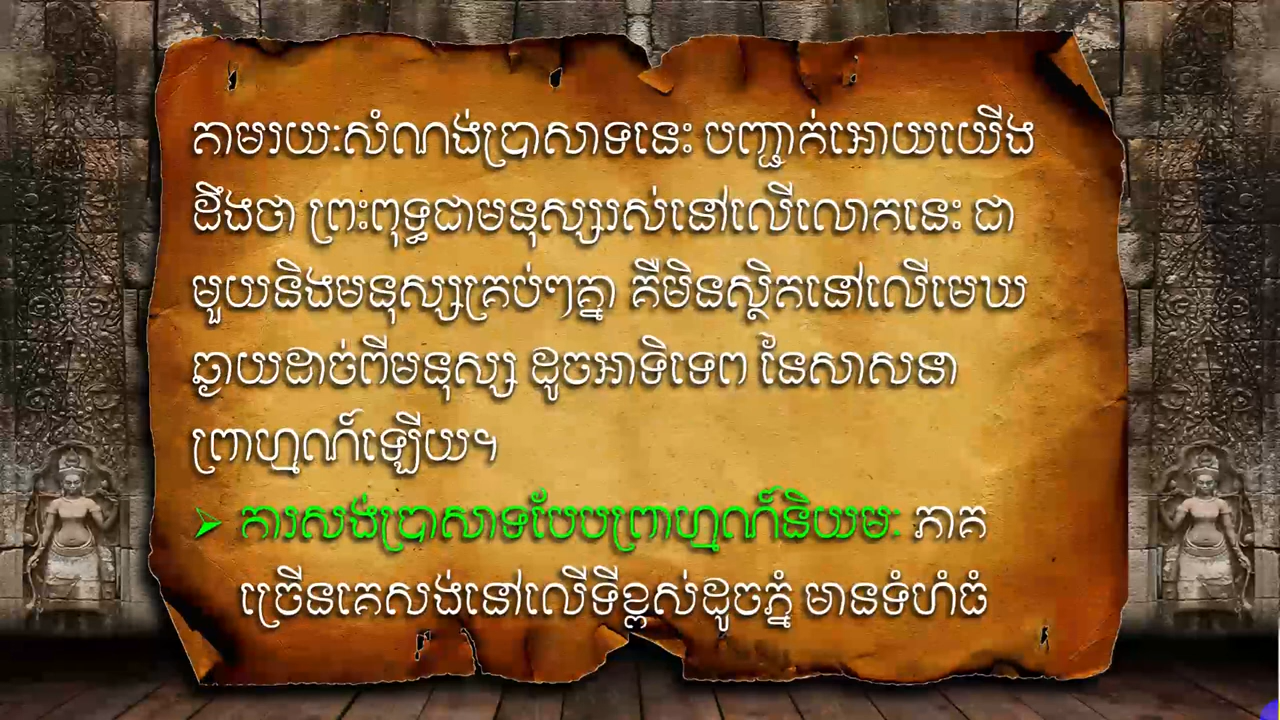 តាមរយៈសំណង់ប្រាសាទនេះ បញ្ជាក់អោយយើង
ដឹងថា ព្រះពុទ្ធជាមនុស្សរស់នៅលើលោកនេះ ជា
មួយនិងមនុស្សគ្រប់ៗគ្នា គឺមិនស្ថិតនៅលើមេឃ
ឆ្ងាយដាច់ពីមនុស្ស ដូចអាទិទេព នៃសាសនា
ព្រាហ្មណ៍ឡើយ។
➢ ការសង់ប្រាសាទបែបព្រាហ្មណ៍និយមៈ ភាគ
ច្រើនគេសង់នៅលើទីខ្ពស់ដូចភ្នំ មានទំហំធំ